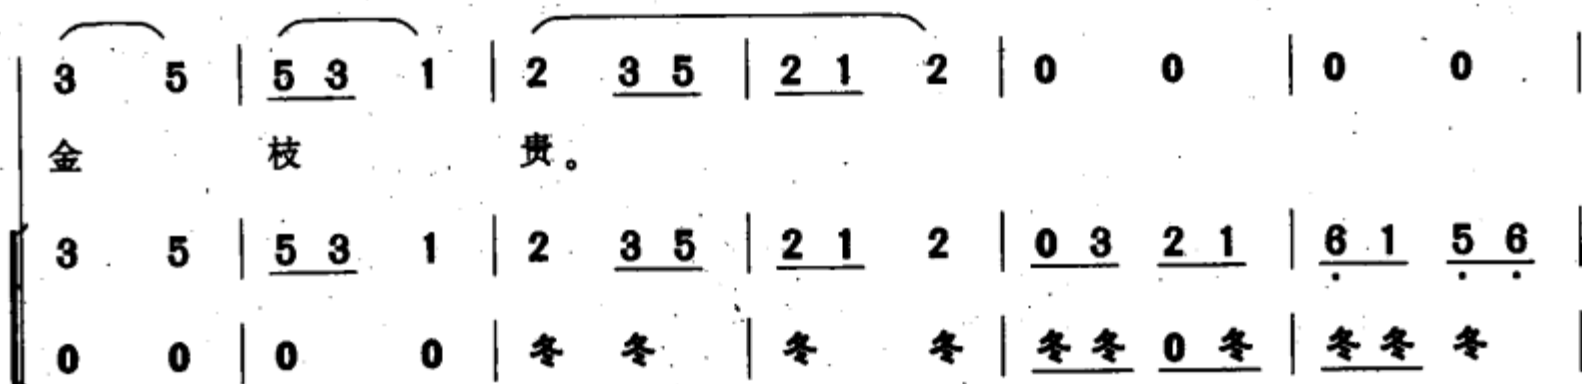 3 5 | 5 3 1 | 2 3 5 | 2 1 2 | 0 0 | 0 0 |
金 枝 贵。
3 5 | 5 3 1 | 2 3 5 | 2 1 2 | 0 3 2 1 | 6 1 5 6 |
0 0 | 0 0 | 冬 冬 | 冬 冬 | 冬 冬 0 冬 | 冬 冬 冬 |